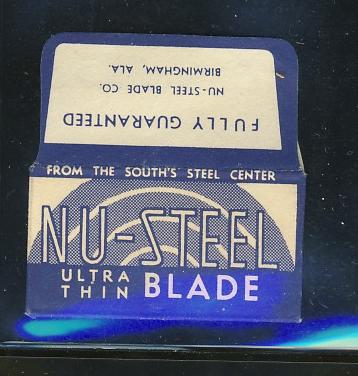 FULLY GUARANTEED
NU-STEEL BLADE CO.
BIRMINGHAM, ALA.
FROM THE SOUTH'S STEEL CENTER
NU-STEEL
ULTRA THIN BLADE